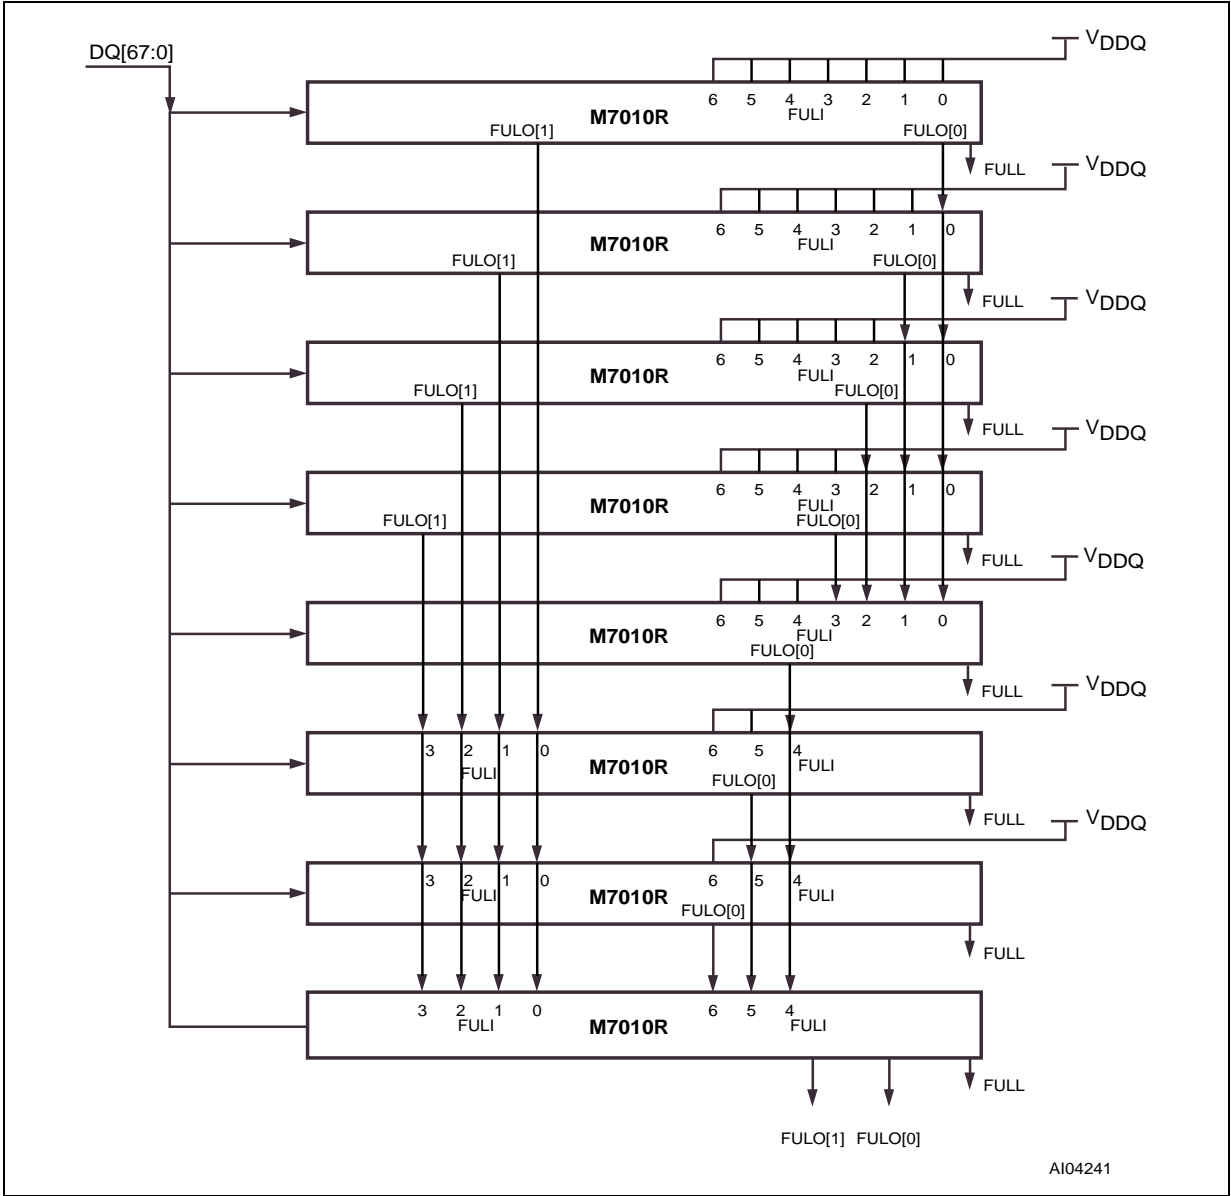 DQ[67:0]
VDDQ
6 5 4 3 2 1 0
FULI
M7010R
FULO[1]
FULO[0]
FULL
VDDQ
6 5 4 3 2 1 0
FULI
M7010R
FULO[1]
FULO[0]
FULL
VDDQ
6 5 4 3 2 1 0
FULI
M7010R
FULO[1]
FULO[0]
FULL
VDDQ
6 5 4 3 2 1 0
FULI
M7010R
FULO[1]
FULO[0]
FULL
VDDQ
6 5 4 3 2 1 0
FULI
M7010R
FULO[0]
FULL
VDDQ
3 2 1 0 6 5 4
FULI M7010R FULI
FULO[0]
FULL
VDDQ
3 2 1 0 6 5 4
FULI M7010R FULI
FULO[0]
FULL
3 2 1 0 6 5 4
FULI M7010R FULI
FULL
FULO[1] FULO[0]
AI04241